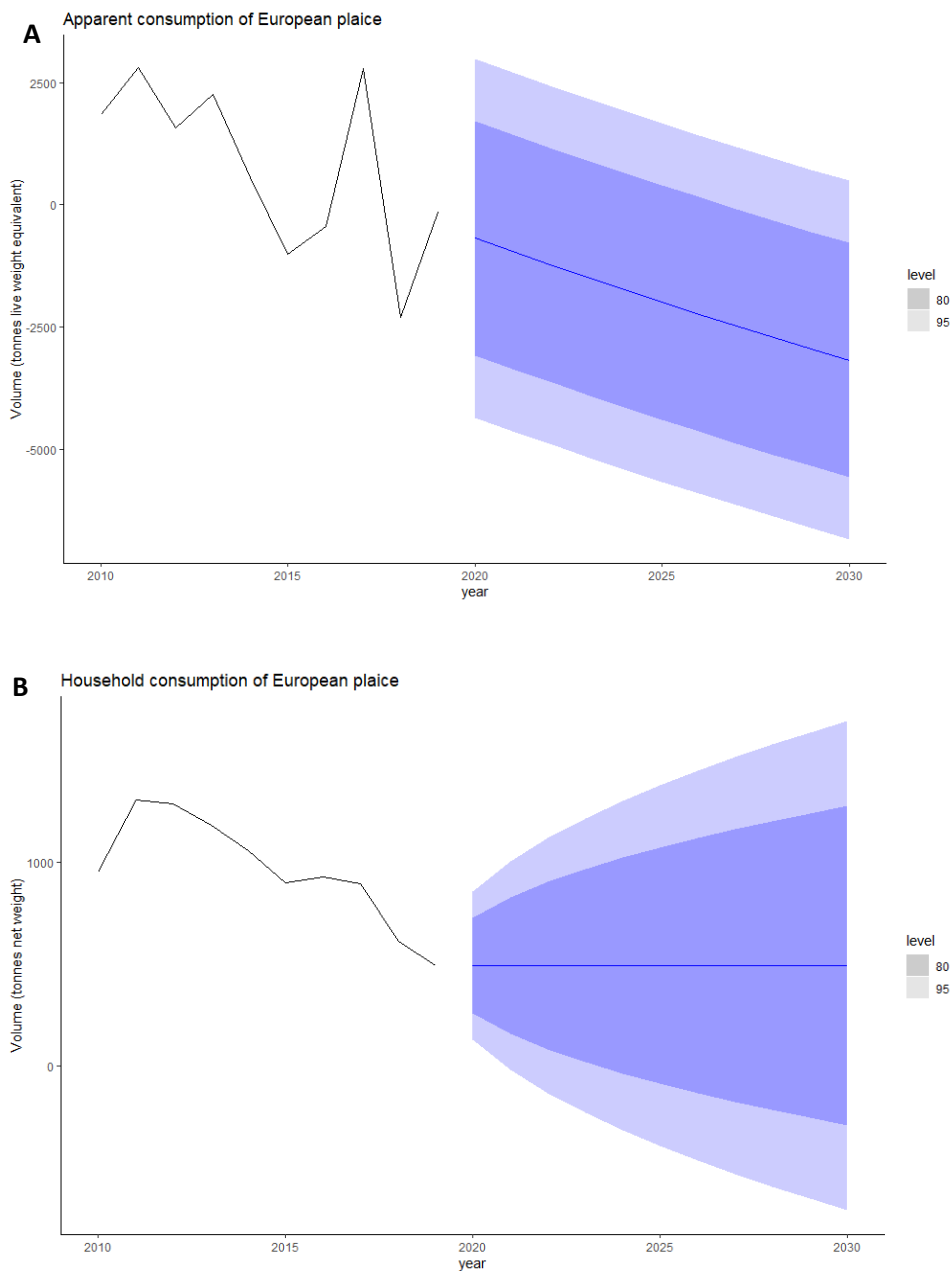 A
Apparent consumption of European plaice
Volume (tonnes live weight equivalent)
2500
0
-2500
-5000
2010
2015
2020
2025
2030
year
level
80
95
B
Household consumption of European plaice
Volume (tonnes net weight)
1000
0
2010
2015
2020
2025
2030
year
level
80
95